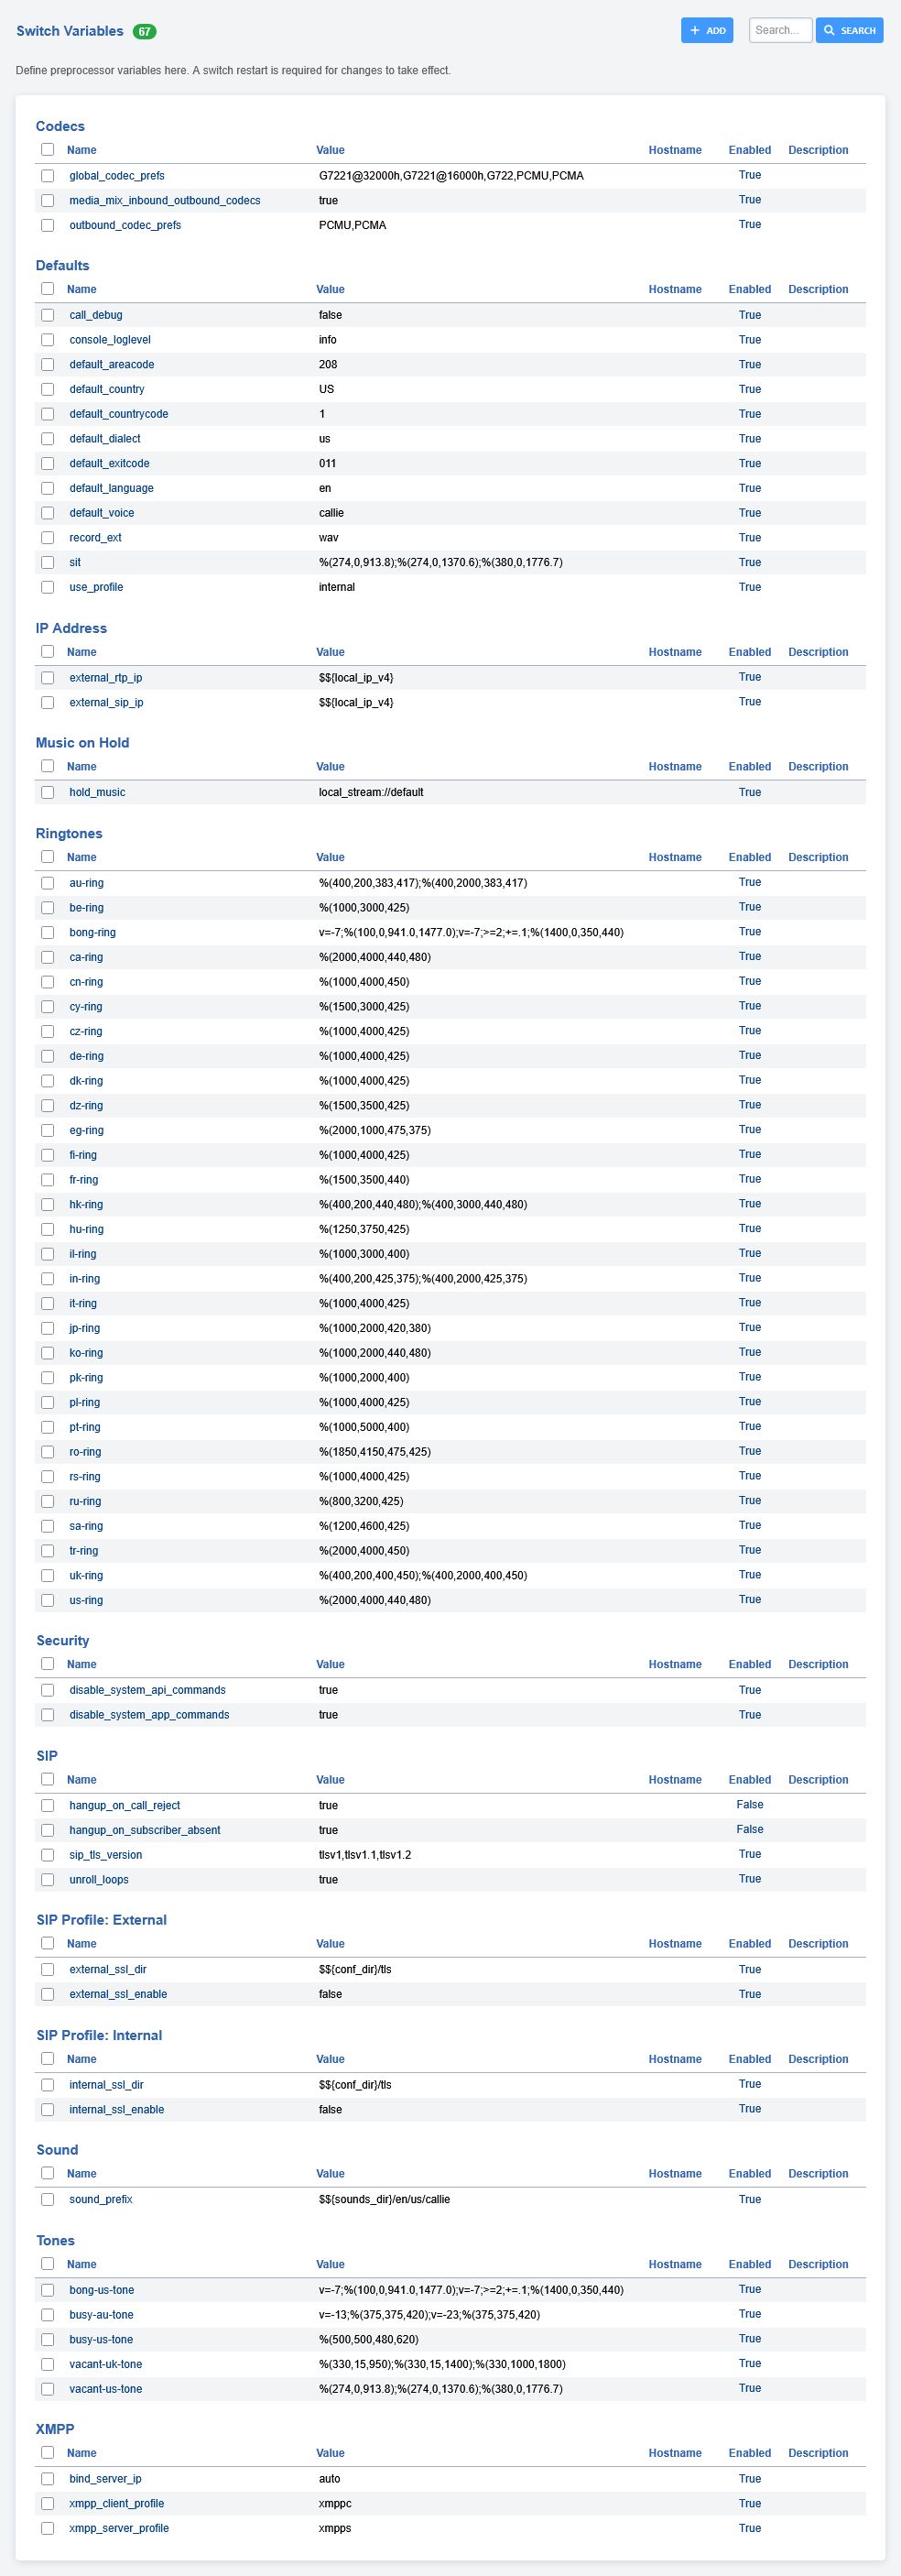 Switch Variables 67 ADD Search... SEARCH
Define preprocessor variables here. A switch restart is required for changes to take effect.
Codecs
Name Value Hostname Enabled Description
global_codec_prefs G7221@32000h,G7221@16000h,G722,PCMU,PCMA True
media_mix_inbound_outbound_codecs true True
outbound_codec_prefs PCMU,PCMA True
Defaults
Name Value Hostname Enabled Description
call_debug false True
console_loglevel info True
default_areacode 208 True
default_country US True
default_countrycode 1 True
default_dialect us True
default_exitcode 011 True
default_language en True
default_voice callie True
record_ext wav True
sit %(274,0,913.8);%(274,0,1370.6);%(380,0,1776.7) True
use_profile internal True
IP Address
Name Value Hostname Enabled Description
external_rtp_ip $${local_ip_v4} True
external_sip_ip $${local_ip_v4} True
Music on Hold
Name Value Hostname Enabled Description
hold_music local_stream://default True
Ringtones
Name Value Hostname Enabled Description
au-ring %(400,200,383,417);%(400,2000,383,417) True
be-ring %(1000,3000,425) True
bong-ring v=-7;%(100,0,941.0,1477.0);v=-7;>=2;+=.1;%(1400,0,350,440) True
ca-ring %(2000,4000,440,480) True
cn-ring %(1000,4000,450) True
cy-ring %(1500,3000,425) True
cz-ring %(1000,4000,425) True
de-ring %(1000,4000,425) True
dk-ring %(1000,4000,425) True
dz-ring %(1500,3500,425) True
eg-ring %(2000,1000,475,375) True
fi-ring %(1000,4000,425) True
fr-ring %(1500,3500,440) True
hk-ring %(400,200,440,480);%(400,3000,440,480) True
hu-ring %(1250,3750,425) True
il-ring %(1000,3000,400) True
in-ring %(400,200,425,375);%(400,2000,425,375) True
it-ring %(1000,4000,425) True
jp-ring %(1000,2000,420,380) True
ko-ring %(1000,2000,440,480) True
pk-ring %(1000,2000,400) True
pl-ring %(1000,4000,425) True
pt-ring %(1000,5000,400) True
ro-ring %(1850,4150,475,425) True
rs-ring %(1000,4000,425) True
ru-ring %(800,3200,425) True
sa-ring %(1200,4600,425) True
tr-ring %(2000,4000,450) True
uk-ring %(400,200,400,450);%(400,2000,400,450) True
us-ring %(2000,4000,440,480) True
Security
Name Value Hostname Enabled Description
disable_system_api_commands true True
disable_system_app_commands true True
SIP
Name Value Hostname Enabled Description
hangup_on_call_reject true False
hangup_on_subscriber_absent true False
sip_tls_version tlsv1,tlsv1.1,tlsv1.2 True
unroll_loops true True
SIP Profile: External
Name Value Hostname Enabled Description
external_ssl_dir $${conf_dir}/tls True
external_ssl_enable false True
SIP Profile: Internal
Name Value Hostname Enabled Description
internal_ssl_dir $${conf_dir}/tls True
internal_ssl_enable false True
Sound
Name Value Hostname Enabled Description
sound_prefix $${sounds_dir}/en/us/callie True
Tones
Name Value Hostname Enabled Description
bong-us-tone v=-7;%(100,0,941.0,1477.0);v=-7;>=2;+=.1;%(1400,0,350,440) True
busy-au-tone v=-13;%(375,375,420);v=-23;%(375,375,420) True
busy-us-tone %(500,500,480,620) True
vacant-uk-tone %(330,15,950);%(330,15,1400);%(330,1000,1800) True
vacant-us-tone %(274,0,913.8);%(274,0,1370.6);%(380,0,1776.7) True
XMPP
Name Value Hostname Enabled Description
bind_server_ip auto True
xmpp_client_profile xmppc True
xmpp_server_profile xmpps True